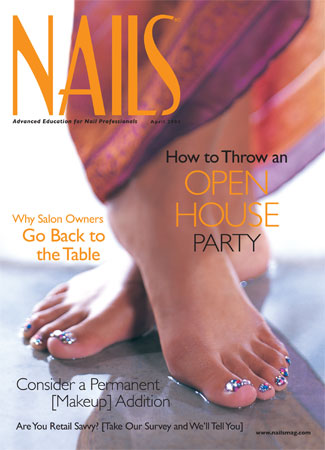 NAILS
Advanced Education for Nail Professionals April
How to Throw an
OPEN
HOUSE
PARTY
Why Salon Owners
Go Back to
the Table
Consider a Permanent
[Makeup] Addition
Are You Retail Savvy? [Take Our Survey and We'll Tell You]
www.nailsmag.com